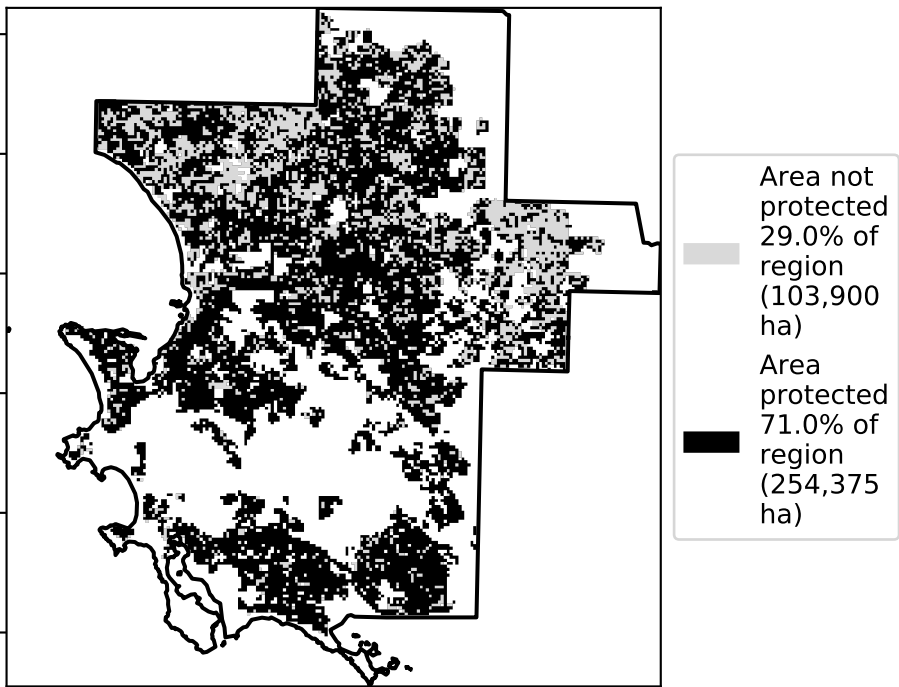 Area not
protected
29.0% of
region
(103,900
ha)
Area
protected
71.0% of
region
(254,375
ha)